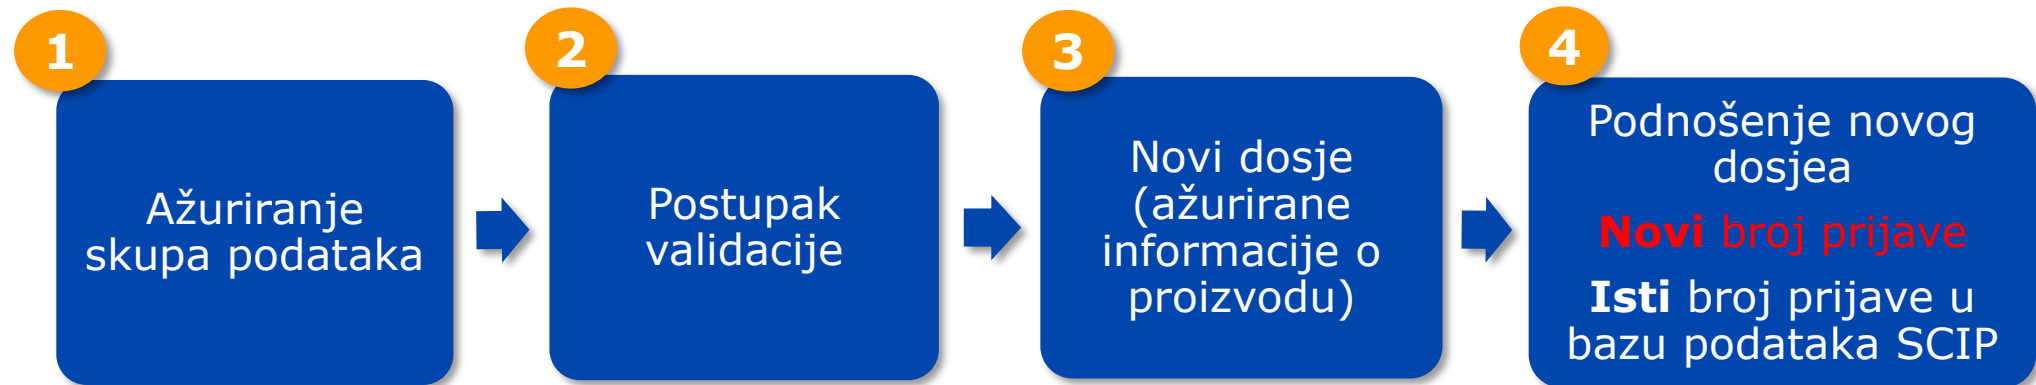 1
Ažuriranje
skupa podataka
2
Postupak
validacije
3
Novi dosje
(ažurirane
informacije o
proizvodu)
4
Podnošenje novog
dosjea
Novi broj prijave
Isti broj prijave u
bazu podataka SCIP